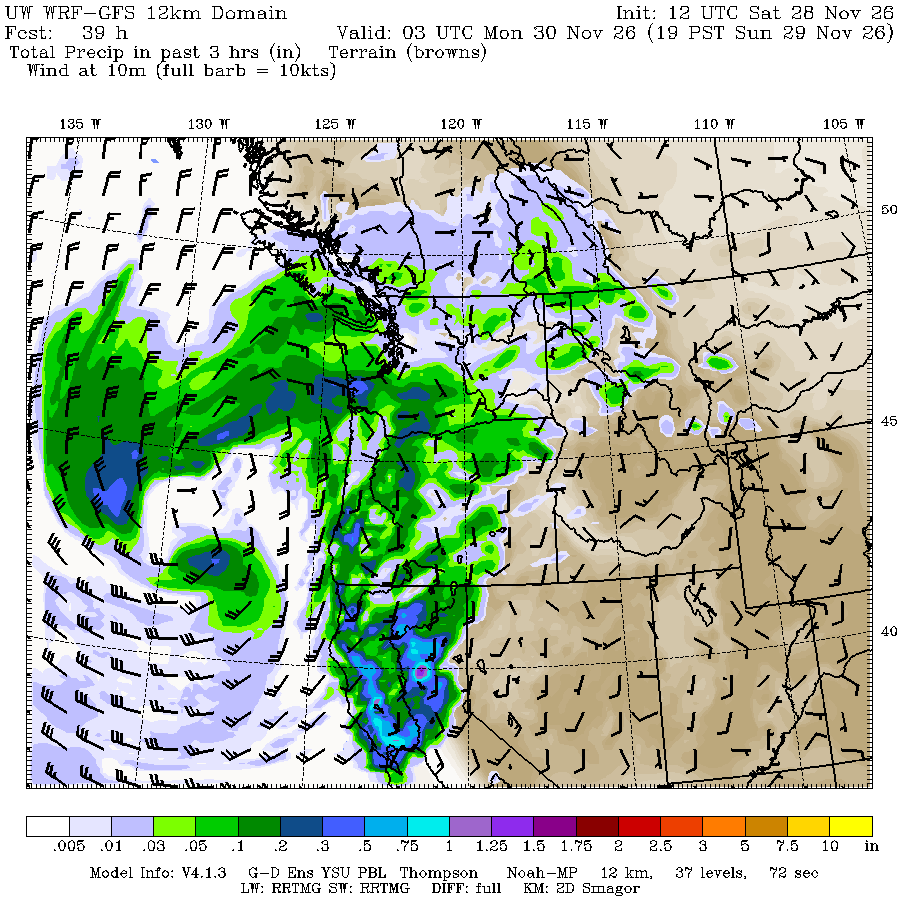 UW WRF-GFS 12km Domain Init: 12 UTC Sat 28 Nov 26
Fcst: 39 h Valid: 03 UTC Mon 30 Nov 26 (19 PST Sun 29 Nov 26)
Total Precip in past 3 hrs (in) Terrain (browns)
Wind at 10m (full barb = 10kts)
135 W 130 W 125 W 120 W 115 W 110 W 105 W
50
45
40
.005 .01 .03 .05 .1 .2 .3 .5 .75 1 1.25 1.5 1.75 2 2.5 3 5 7.5 10 in
Model Info: V4.1.3 G-D Ens YSU PBL Thompson Noah-MP 12 km, 37 levels, 72 sec
LW: RRTMG SW: RRTMG DIFF: full KM: 2D Smagor